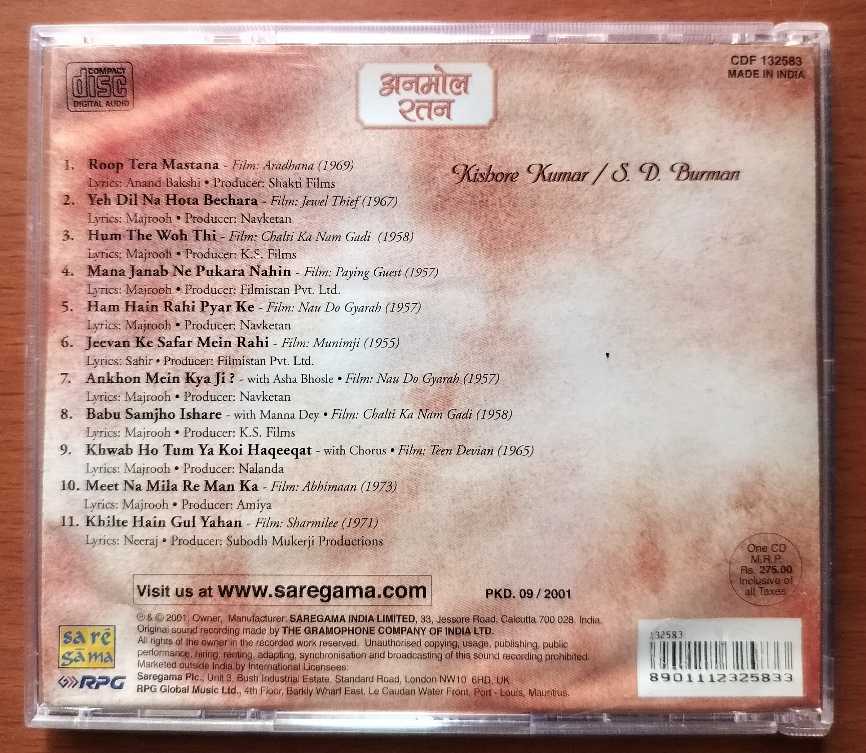 COMPACT
disc
DIGITAL AUDIO
अनमोल
रतन
CDF 132583
MADE IN INDIA
Kishore Kumar / S. D. Burman
1. Roop Tera Mastana - Film: Aradhana (1969)
Lyrics: Anand Bakshi • Producer: Shakti Films
2. Yeh Dil Na Hota Bechara - Film: Jewel Thief (1967)
Lyrics: Majrooh • Producer: Navketan
3. Hum The Woh Thi - Film: Chalti Ka Nam Gadi (1958)
Lyrics: Majrooh • Producer: K.S. Films
4. Mana Janab Ne Pukara Nahin - Film: Paying Guest (1957)
Lyrics: Majrooh • Producer: Filmistan Pvt. Ltd.
5. Ham Hain Rahi Pyar Ke - Film: Nau Do Gyarah (1957)
Lyrics: Majrooh • Producer: Navketan
6. Jeevan Ke Safar Mein Rahi - Film: Munimji (1955)
Lyrics: Sahir • Producer: Filmistan Pvt. Ltd.
7. Ankhon Mein Kya Ji ? - with Asha Bhosle • Film: Nau Do Gyarah (1957)
Lyrics: Majrooh • Producer: Navketan
8. Babu Samjho Ishare - with Manna Dey • Film: Chalti Ka Nam Gadi (1958)
Lyrics: Majrooh • Producer: K.S. Films
9. Khwab Ho Tum Ya Koi Haqeeqat - with Chorus • Film: Teen Devian (1965)
Lyrics: Majrooh • Producer: Nalanda
10. Meet Na Mila Re Man Ka - Film: Abhimaan (1973)
Lyrics: Majrooh • Producer: Amiya
11. Khilte Hain Gul Yahan - Film: Sharmilee (1971)
Lyrics: Neeraj • Producer: Subodh Mukerji Productions
One CD
M.R.P.
Rs. 275.00
Inclusive of
all Taxes
Visit us at www.saregama.com
PKD. 09 / 2001
℗ & © 2001, Owner, Manufacturer: SAREGAMA INDIA LIMITED, 33, Jessore Road, Calcutta 700 028, India.
Original sound recording made by THE GRAMOPHONE COMPANY OF INDIA LTD.
All rights of the owner in the recorded work reserved. Unauthorised copying, usage, publishing, public
performance, hiring, renting, adapting, synchronisation and broadcasting of this sound recording prohibited.
Marketed outside India by International Licensees:
Saregama Plc., Unit 3, Bush Industrial Estate, Standard Road, London NW10 6HD, UK
RPG Global Music Ltd., 4th Floor, Barkly Wharf East, Le Caudan Water Front, Port - Louis, Mauritius.
sa rē
gā ma
RPG
132583
8901112325833